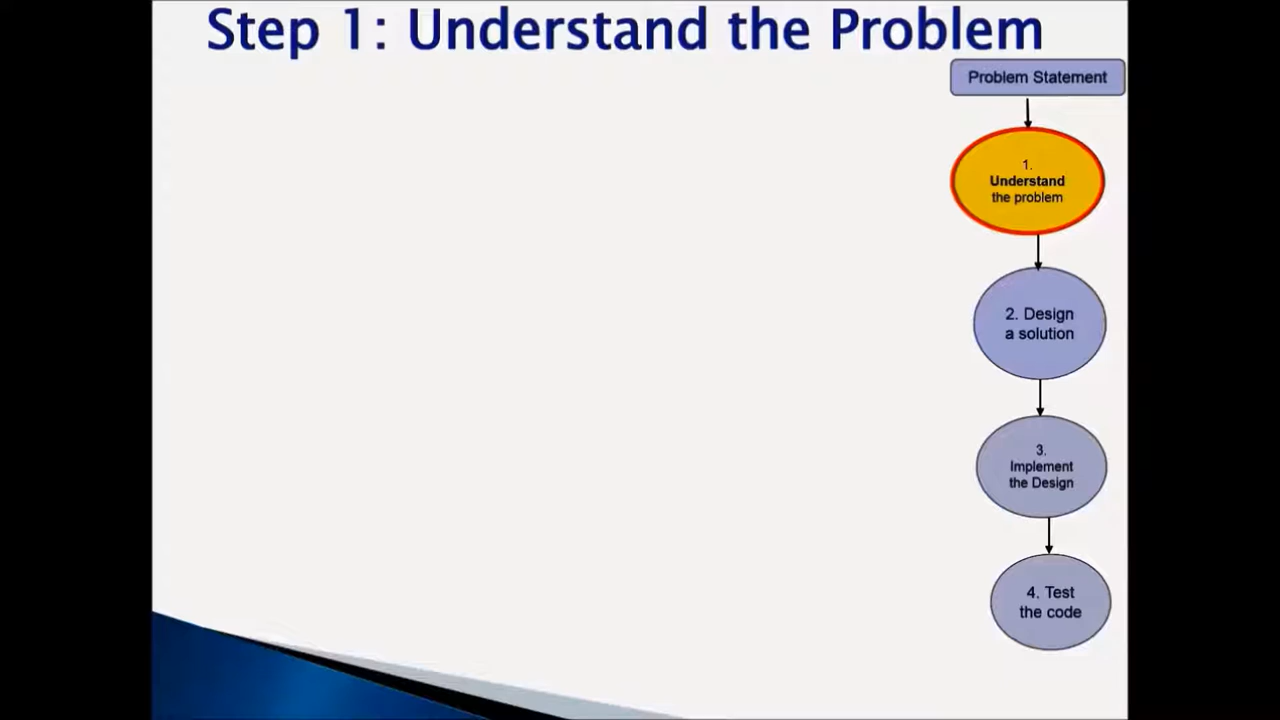 Step 1: Understand the Problem
Problem Statement
1.
Understand
the problem
2. Design
a solution
3.
Implement
the Design
4. Test
the code